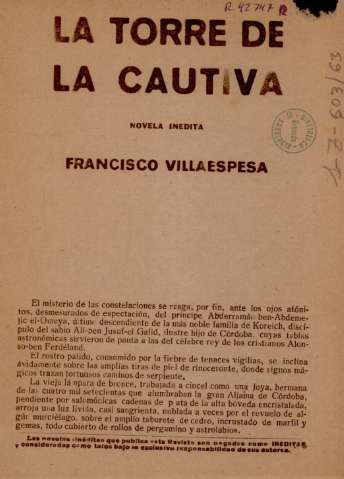 R 42747
LA TORRE DE
LA CAUTIVA
NOVELA INEDITA
FRANCISCO VILLAESPESA
El misterio de las constelaciones se rasga, por fin, ante los ojos atóni-
tos, desmesurados de espectación, del príncipe Abderramán-ben-Abdeme-
jic el-Omeya, último descendiente de la más noble familia de Koreich, discí-
pulo del sabio Ali-ben Jusuf-el Gafid, ilustre hijo de Córdoba, cuyas tablas
astronómicas sirvieron de pauta a las del célebre rey de los cristianos Alon-
so-ben Ferdeland.
El rostro pálido, consumido por la fiebre de tenaces vigilias, se inclina
ávidamente sobre las amplias tiras de piel de rinoceronte, donde signos má-
gicos trazan tortuosos caminos de serpiente,
La vieja lámpara de bronce, trabajada a cincel como una joya, hermana
de las cuatro mil setecientas que alumbraban la gran Aljama de Córdoba,
pendiente por salomónicas cadenas de plata de la alta bóveda encristalada,
arroja una luz lívida, casi sangrienta, nublada a veces por el revuelo de al-
gún murciélago, sobre el amplio taburete de cedro, incrustado de marfil y
gemas, todo cubierto de rollos de pergamino y astrolabios.
Las novelas inéditas que publica esta Revista son pagadas como INEDITAS
y consideradas como tales bajo la exclusiva responsabilidad de sus autores.